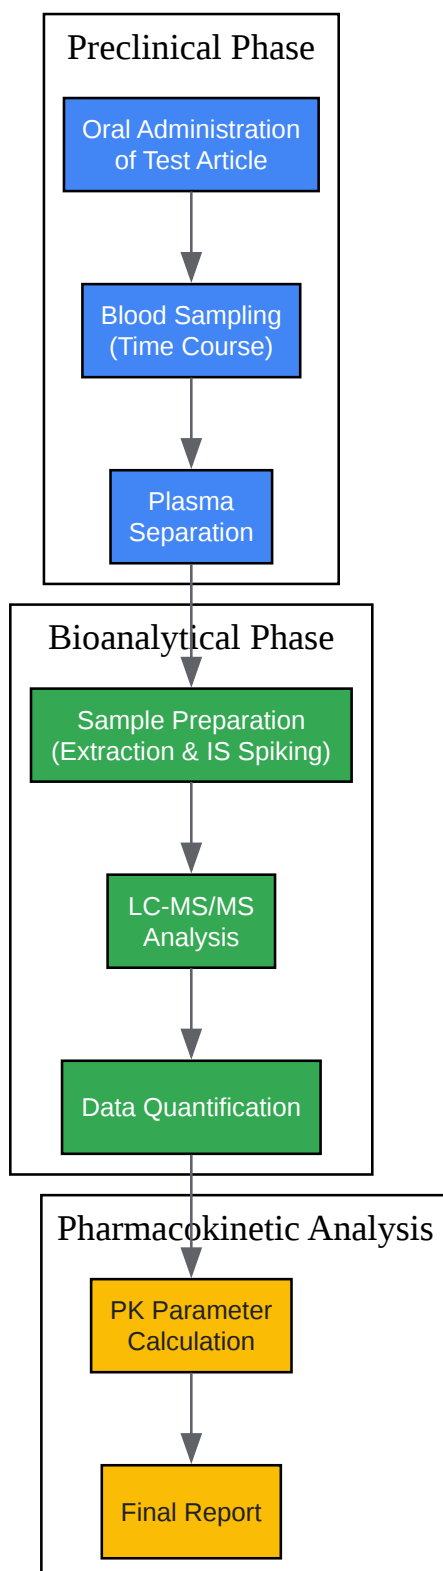 Preclinical Phase
Oral Administration
of Test Article
Blood Sampling
(Time Course)
Plasma
Separation
Bioanalytical Phase
Sample Preparation
(Extraction & IS Spiking)
LC-MS/MS
Analysis
Data Quantification
Pharmacokinetic Analysis
PK Parameter
Calculation
Final Report